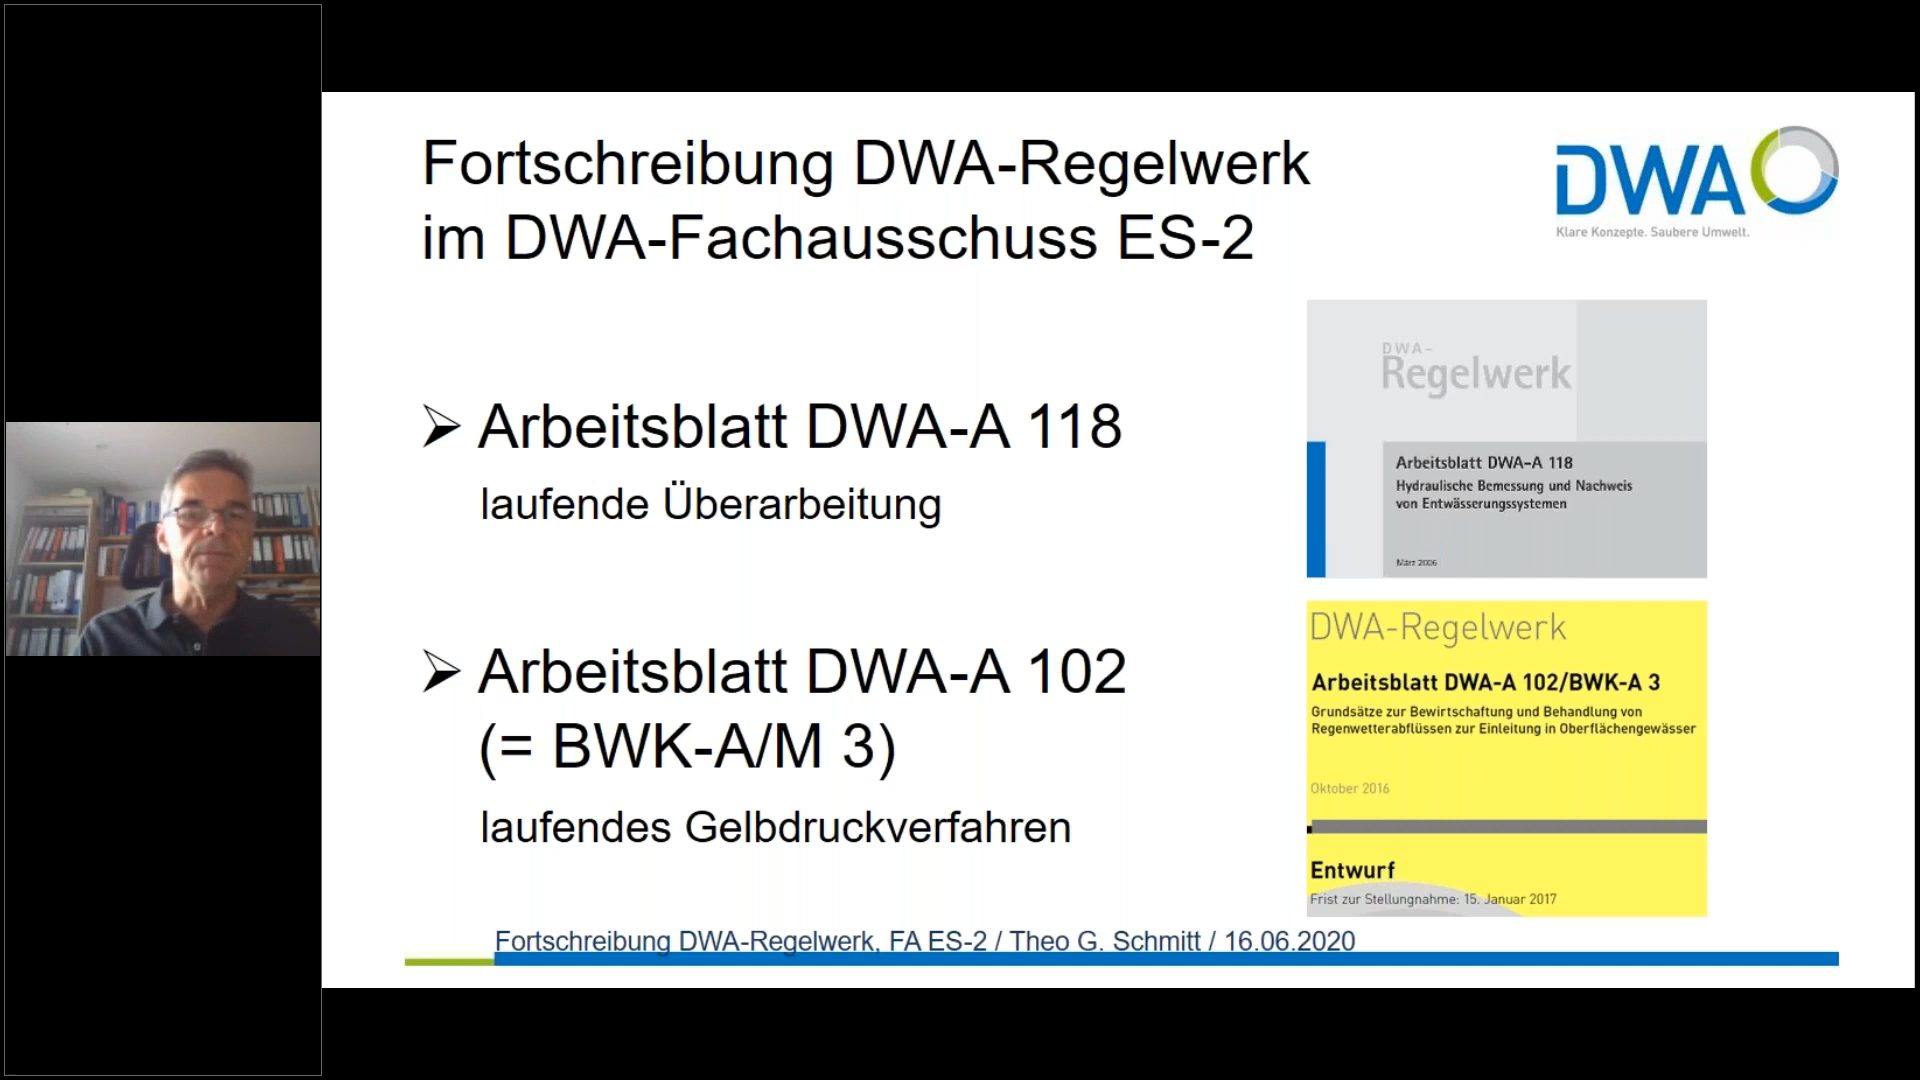 Fortschreibung DWA-Regelwerk
im DWA-Fachausschuss ES-2
DWA
Klare Konzepte. Saubere Umwelt.
Arbeitsblatt DWA-A 118
laufende Überarbeitung
Arbeitsblatt DWA-A 102
(= BWK-A/M 3)
laufendes Gelbdruckverfahren
DWA-
Regelwerk
Arbeitsblatt DWA-A 118
Hydraulische Bemessung und Nachweis
von Entwässerungssystemen
März 2006
DWA-Regelwerk
Arbeitsblatt DWA-A 102/BWK-A 3
Grundsätze zur Bewirtschaftung und Behandlung von
Regenwetterabflüssen zur Einleitung in Oberflächengewässer
Oktober 2016
Entwurf
Frist zur Stellungnahme: 15. Januar 2017
Fortschreibung DWA-Regelwerk, FA ES-2 / Theo G. Schmitt / 16.06.2020